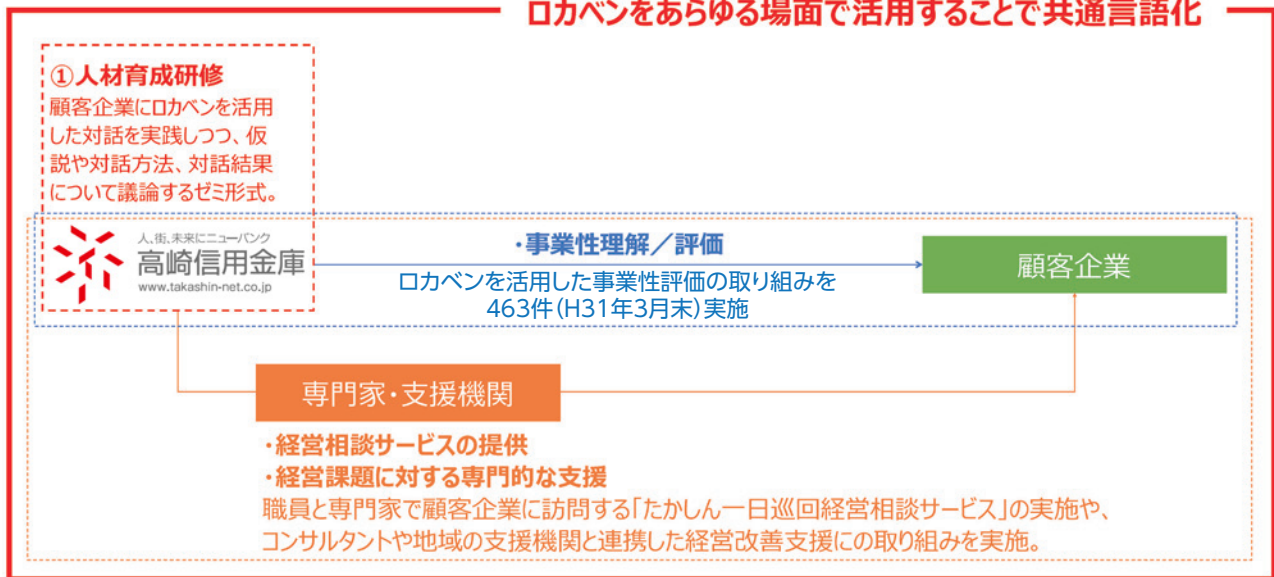 ロカベンをあらゆる場面で活用することで共通言語化
①人材育成研修
顧客企業にロカベンを活用
した対話を実践しつつ、仮
説や対話方法、対話結果
について議論するゼミ形式。
人、街、未来にニューバンク
高崎信用金庫
www.takashin-net.co.jp
・事業性理解／評価
ロカベンを活用した事業性評価の取り組みを
463件(H31年3月末)実施
顧客企業
専門家・支援機関
・経営相談サービスの提供
・経営課題に対する専門的な支援
職員と専門家で顧客企業に訪問する「たかしん一日巡回経営相談サービス」の実施や、
コンサルタントや地域の支援機関と連携した経営改善支援にの取り組みを実施。